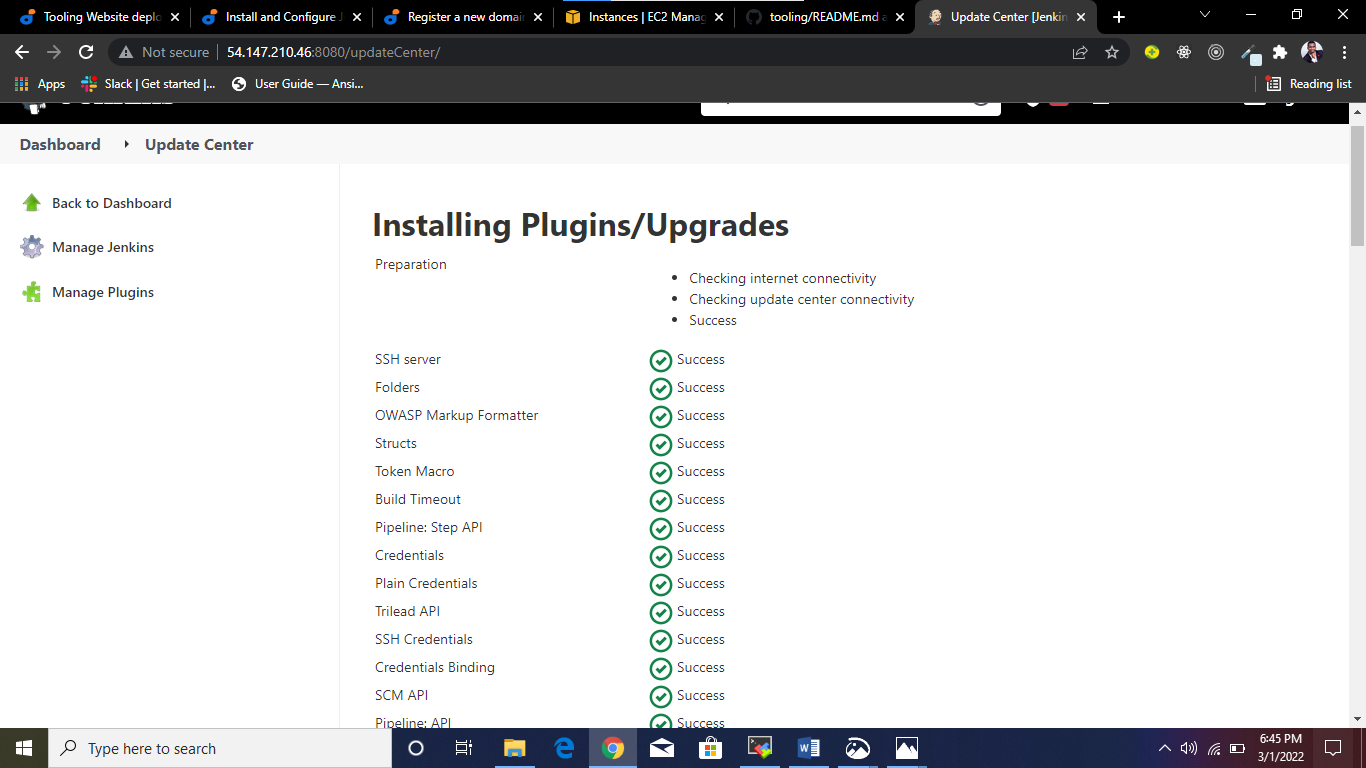 Tooling Website deplo
Install and Configure J
Register a new domain
Instances | EC2 Manag
tooling/README.md a
Update Center [Jenkin
Not secure | 54.147.210.46:8080/updateCenter/
Apps
Slack | Get started |...
User Guide — Ansi...
Reading list
Dashboard
Update Center
Back to Dashboard
Manage Jenkins
Manage Plugins
Installing Plugins/Upgrades
Preparation
Checking internet connectivity
Checking update center connectivity
Success
SSH server Success
Folders Success
OWASP Markup Formatter Success
Structs Success
Token Macro Success
Build Timeout Success
Pipeline: Step API Success
Credentials Success
Plain Credentials Success
Trilead API Success
SSH Credentials Success
Credentials Binding Success
SCM API Success
Pipeline: API Success
Type here to search
6:45 PM
3/1/2022